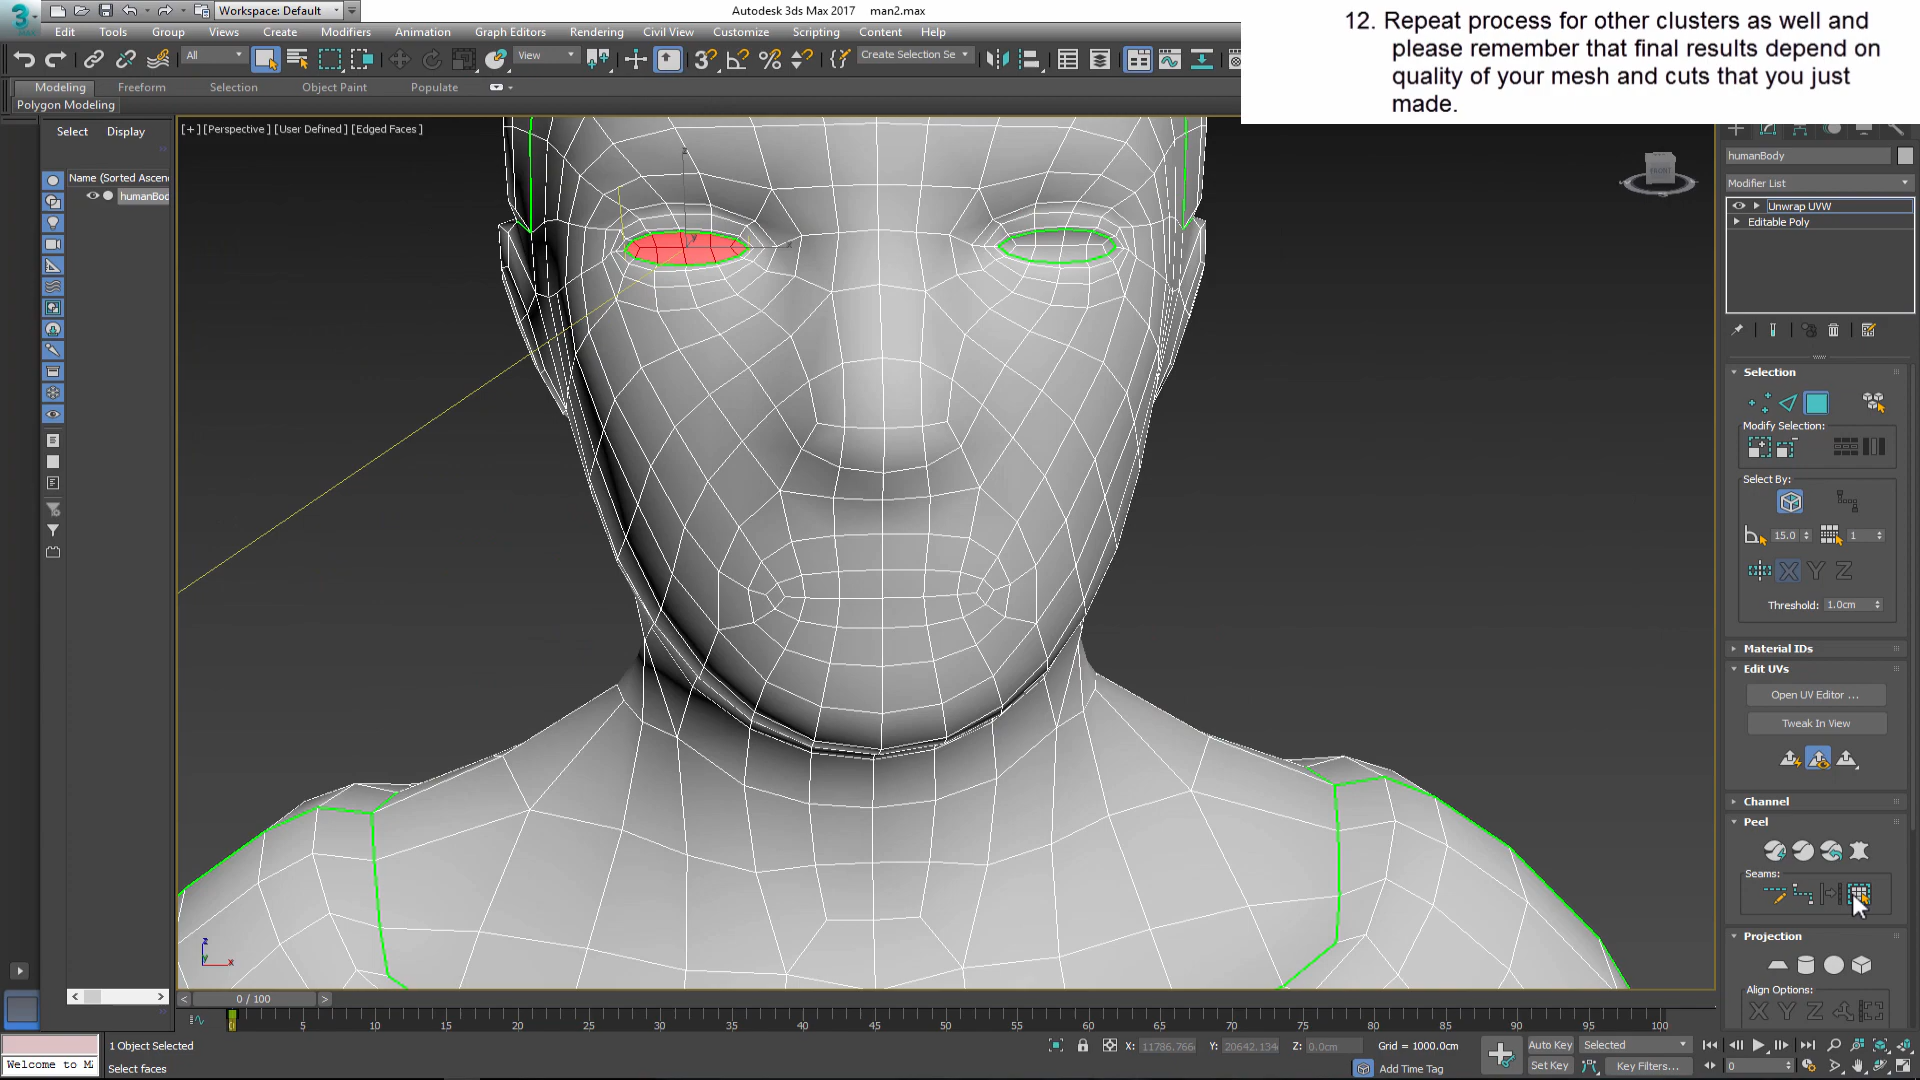 Workspace: Default
Autodesk 3ds Max 2017    man2.max
12. Repeat process for other clusters as well and
please remember that final results depend on
quality of your mesh and cuts that you just
made.
Edit Tools Group Views Create Modifiers Animation Graph Editors Rendering Civil View Customize Scripting Content Help
All View Create Selection Se
Modeling Freeform Selection Object Paint Populate
Polygon Modeling
Select Display
[+] [Perspective] [User Defined] [Edged Faces]
Name (Sorted Ascen
humanBod
FRONT
humanBody
Modifier List
Unwrap UVW
Editable Poly
Selection
Modify Selection:
Select By:
15.0 1
X Y Z
Threshold: 1.0cm
Material IDs
Edit UVs
Open UV Editor ...
Tweak In View
Channel
Peel
Seams:
Projection
Align Options:
X Y Z
z
x
y
z
y
x
< 0 / 100 >
0 5 10 15 20 25 30 35 40 45 50 55 60 65 70 75 80 85 90 95 100
1 Object Selected
X: 11786.766 Y: 20642.134 Z: 0.0cm Grid = 1000.0cm
Auto Key Selected
Welcome to M
Select faces
Add Time Tag
Set Key Key Filters...
0